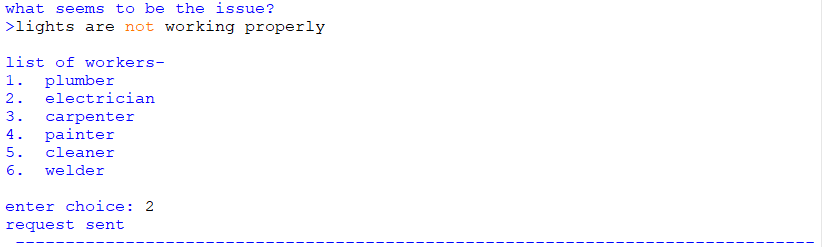 what seems to be the issue?
>lights are not working properly
list of workers-
1.  plumber
2.  electrician
3.  carpenter
4.  painter
5.  cleaner
6.  welder
enter choice: 2
request sent
--------------------------------------------------------------------------------